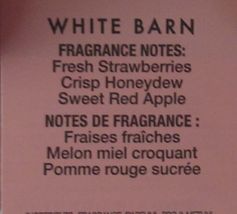 WHITE BARN
FRAGRANCE NOTES:
Fresh Strawberries
Crisp Honeydew
Sweet Red Apple
NOTES DE FRAGRANCE :
Fraises fraîches
Melon miel croquant
Pomme rouge sucrée